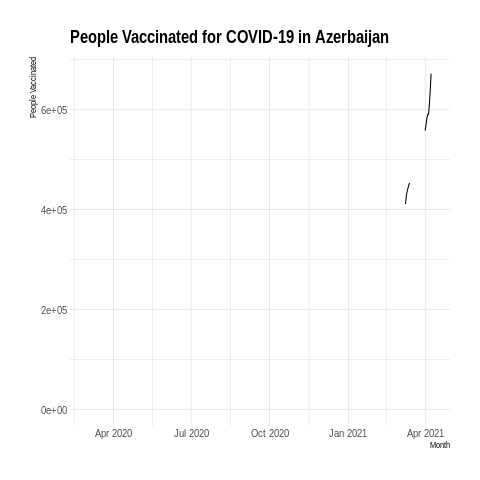 People Vaccinated for COVID-19 in Azerbaijan
People Vaccinated
6e+05
4e+05
2e+05
0e+00
Apr 2020 Jul 2020 Oct 2020 Jan 2021 Apr 2021
Month